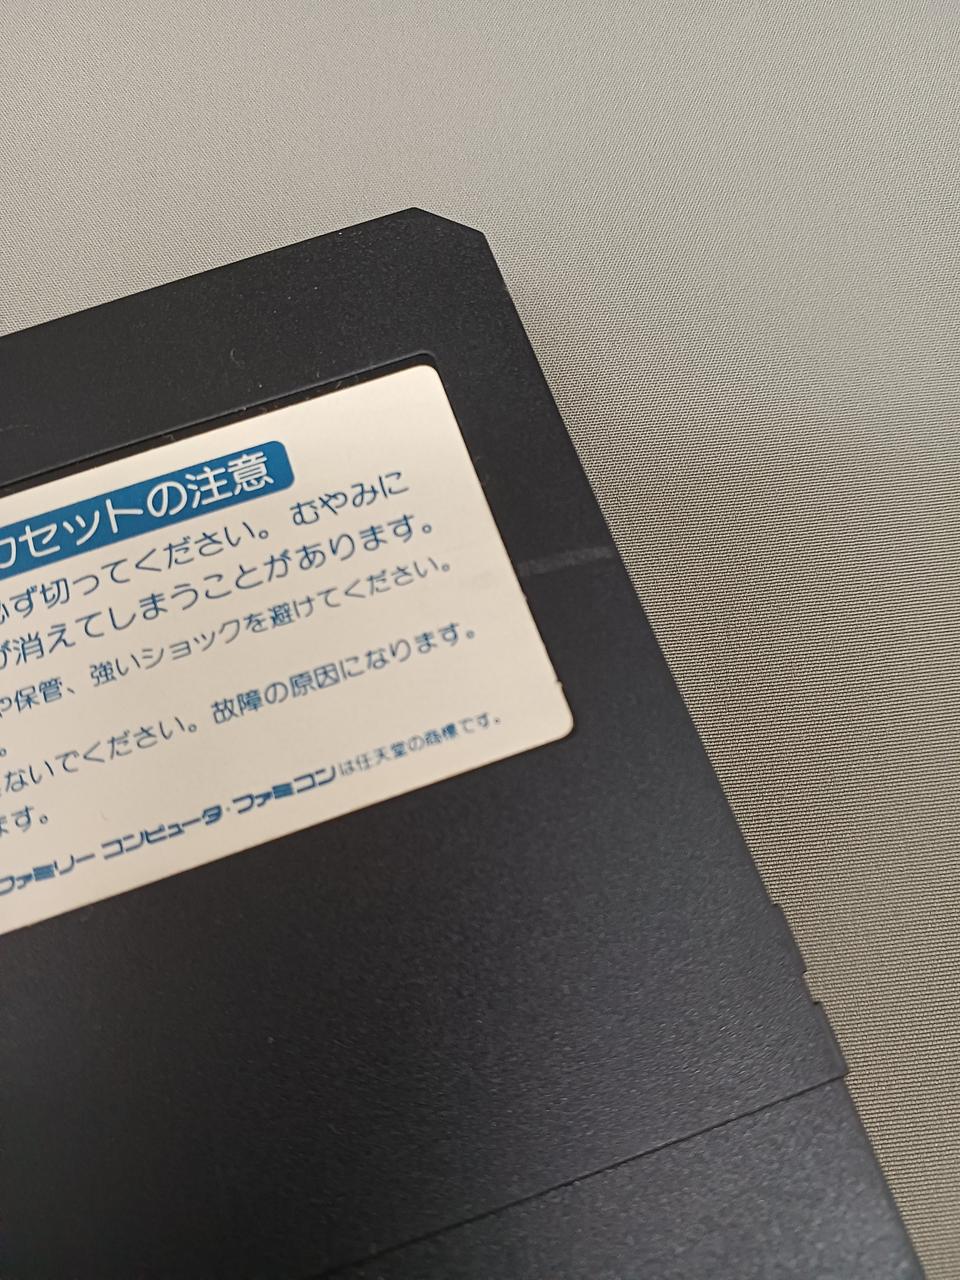 カセットの注意
必ず切ってください。むやみに
が消えてしまうことがあります。
や保管、強いショックを避けてください。
。
ないでください。故障の原因になります。
ます。
ファミリーコンピュータ・ファミコンは任天堂の商標です。